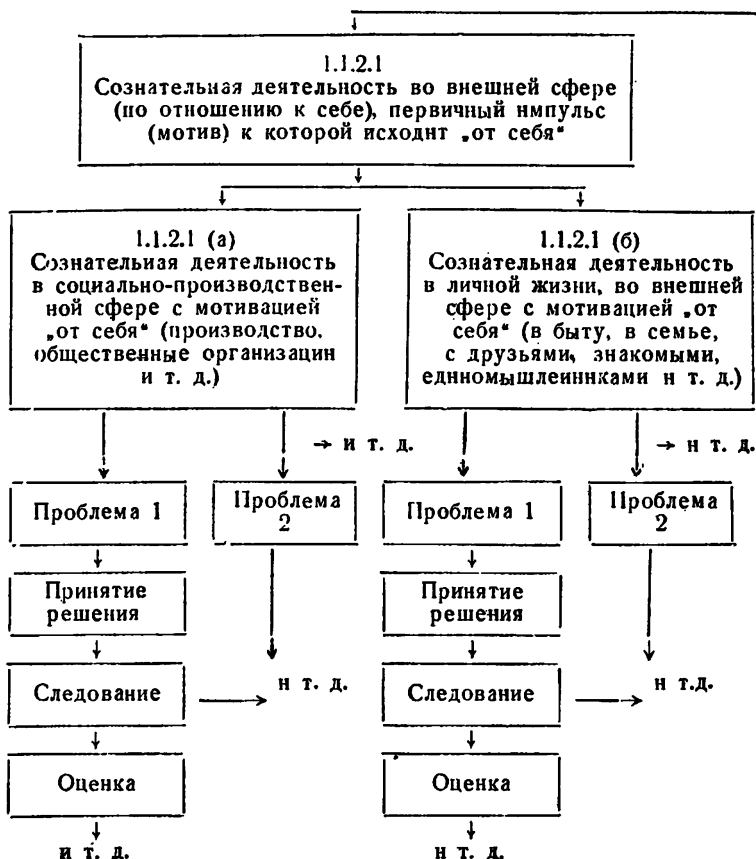 1.1.2.1
Сознательная деятельность во внешней сфере
(по отношению к себе), первичный импульс
(мотив) к которой исходит „от себя“
1.1.2.1 (а)
Сознательная деятельность
в социально-производствен-
ной сфере с мотивацией
„от себя“ (производство,
общественные организации
и т. д.)
1.1.2.1 (б)
Сознательная деятельность
в личной жизни, во внешней
сфере с мотивацией „от
себя“ (в быту, в семье,
с друзьями, знакомыми,
единомышленниками и т. д.)
и т. д.
и т. д.
Проблема 1
Проблема
2
Проблема 1
Проблема
2
Принятие
решения
Принятие
решения
Следование
и т. д.
Следование
и т.д.
Оценка
Оценка
и т. д.
и т. д.